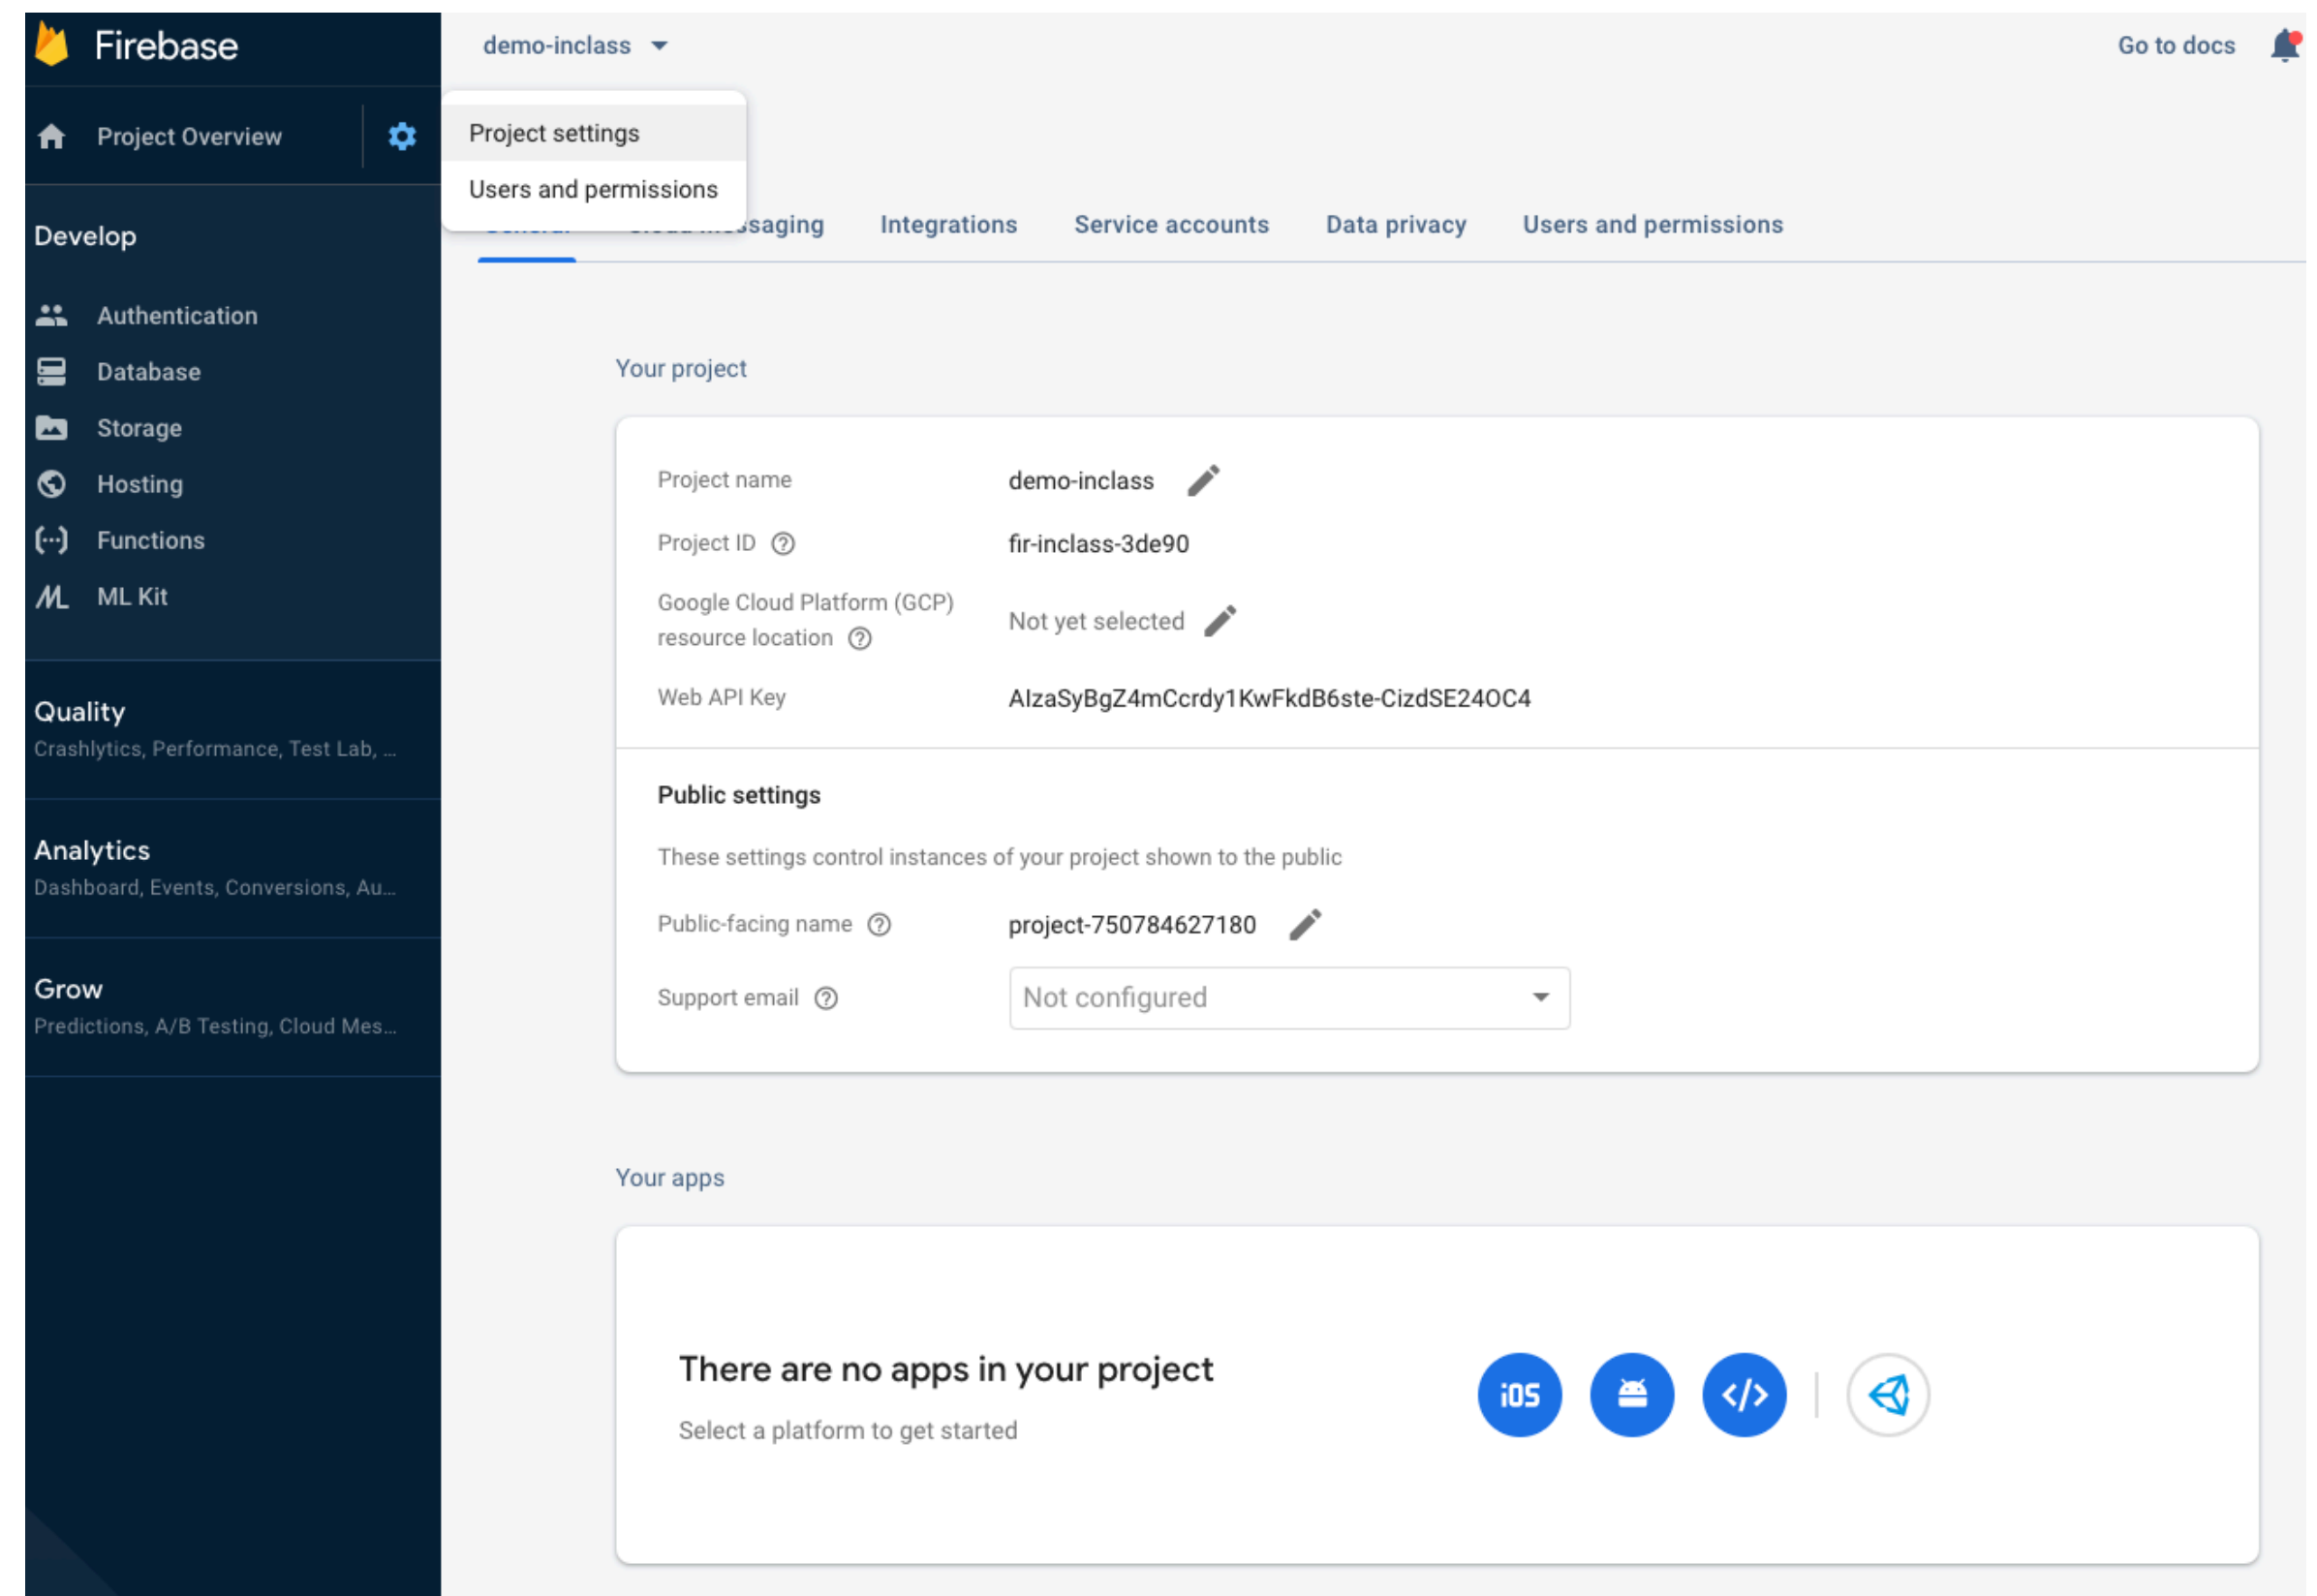 Firebase
demo-inclass
Go to docs
Project Overview
Project settings
Users and permissions
Integrations
Service accounts
Data privacy
Users and permissions
Develop
Authentication
Database
Storage
Hosting
Functions
ML Kit
Quality
Crashlytics, Performance, Test Lab, ...
Analytics
Dashboard, Events, Conversions, Au...
Grow
Predictions, A/B Testing, Cloud Mes...
Your project
Project name
demo-inclass
Project ID
fir-inclass-3de90
Google Cloud Platform (GCP)
resource location
Not yet selected
Web API Key
AIzaSyBgZ4mCcrdy1KwFkdB6ste-CizdSE24OC4
Public settings
These settings control instances of your project shown to the public
Public-facing name
project-750784627180
Support email
Not configured
Your apps
There are no apps in your project
Select a platform to get started
iOS